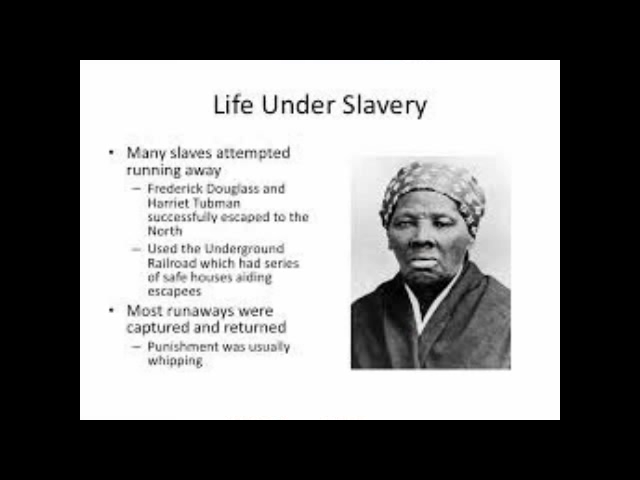 Life Under Slavery
• Many slaves attempted
running away
– Frederick Douglass and
Harriet Tubman
successfully escaped to the
North
– Used the Underground
Railroad which had series
of safe houses aiding
escapees
• Most runaways were
captured and returned
– Punishment was usually
whipping